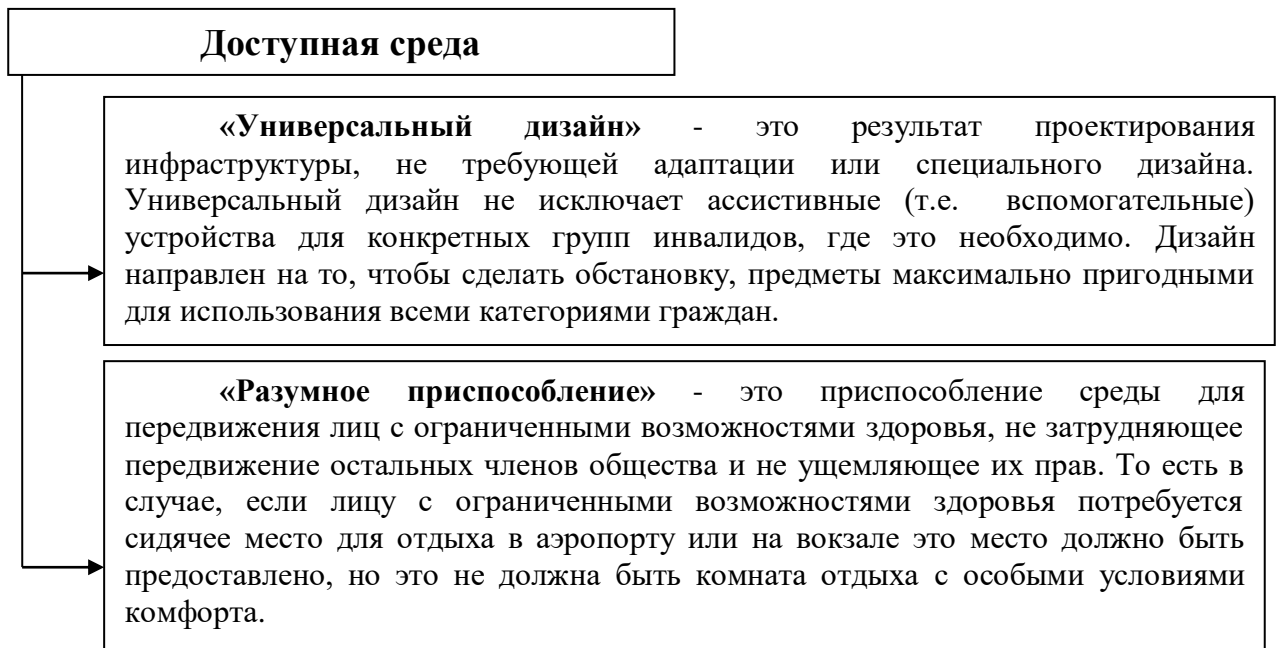 Доступная среда
«Универсальный дизайн» - это результат проектирования
инфраструктуры, не требующей адаптации или специального дизайна.
Универсальный дизайн не исключает ассистивные (т.е. вспомогательные)
устройства для конкретных групп инвалидов, где это необходимо. Дизайн
направлен на то, чтобы сделать обстановку, предметы максимально пригодными
для использования всеми категориями граждан.
«Разумное приспособление» - это приспособление среды для
передвижения лиц с ограниченными возможностями здоровья, не затрудняющее
передвижение остальных членов общества и не ущемляющее их прав. То есть в
случае, если лицу с ограниченными возможностями здоровья потребуется
сидячее место для отдыха в аэропорту или на вокзале это место должно быть
предоставлено, но это не должна быть комната отдыха с особыми условиями
комфорта.